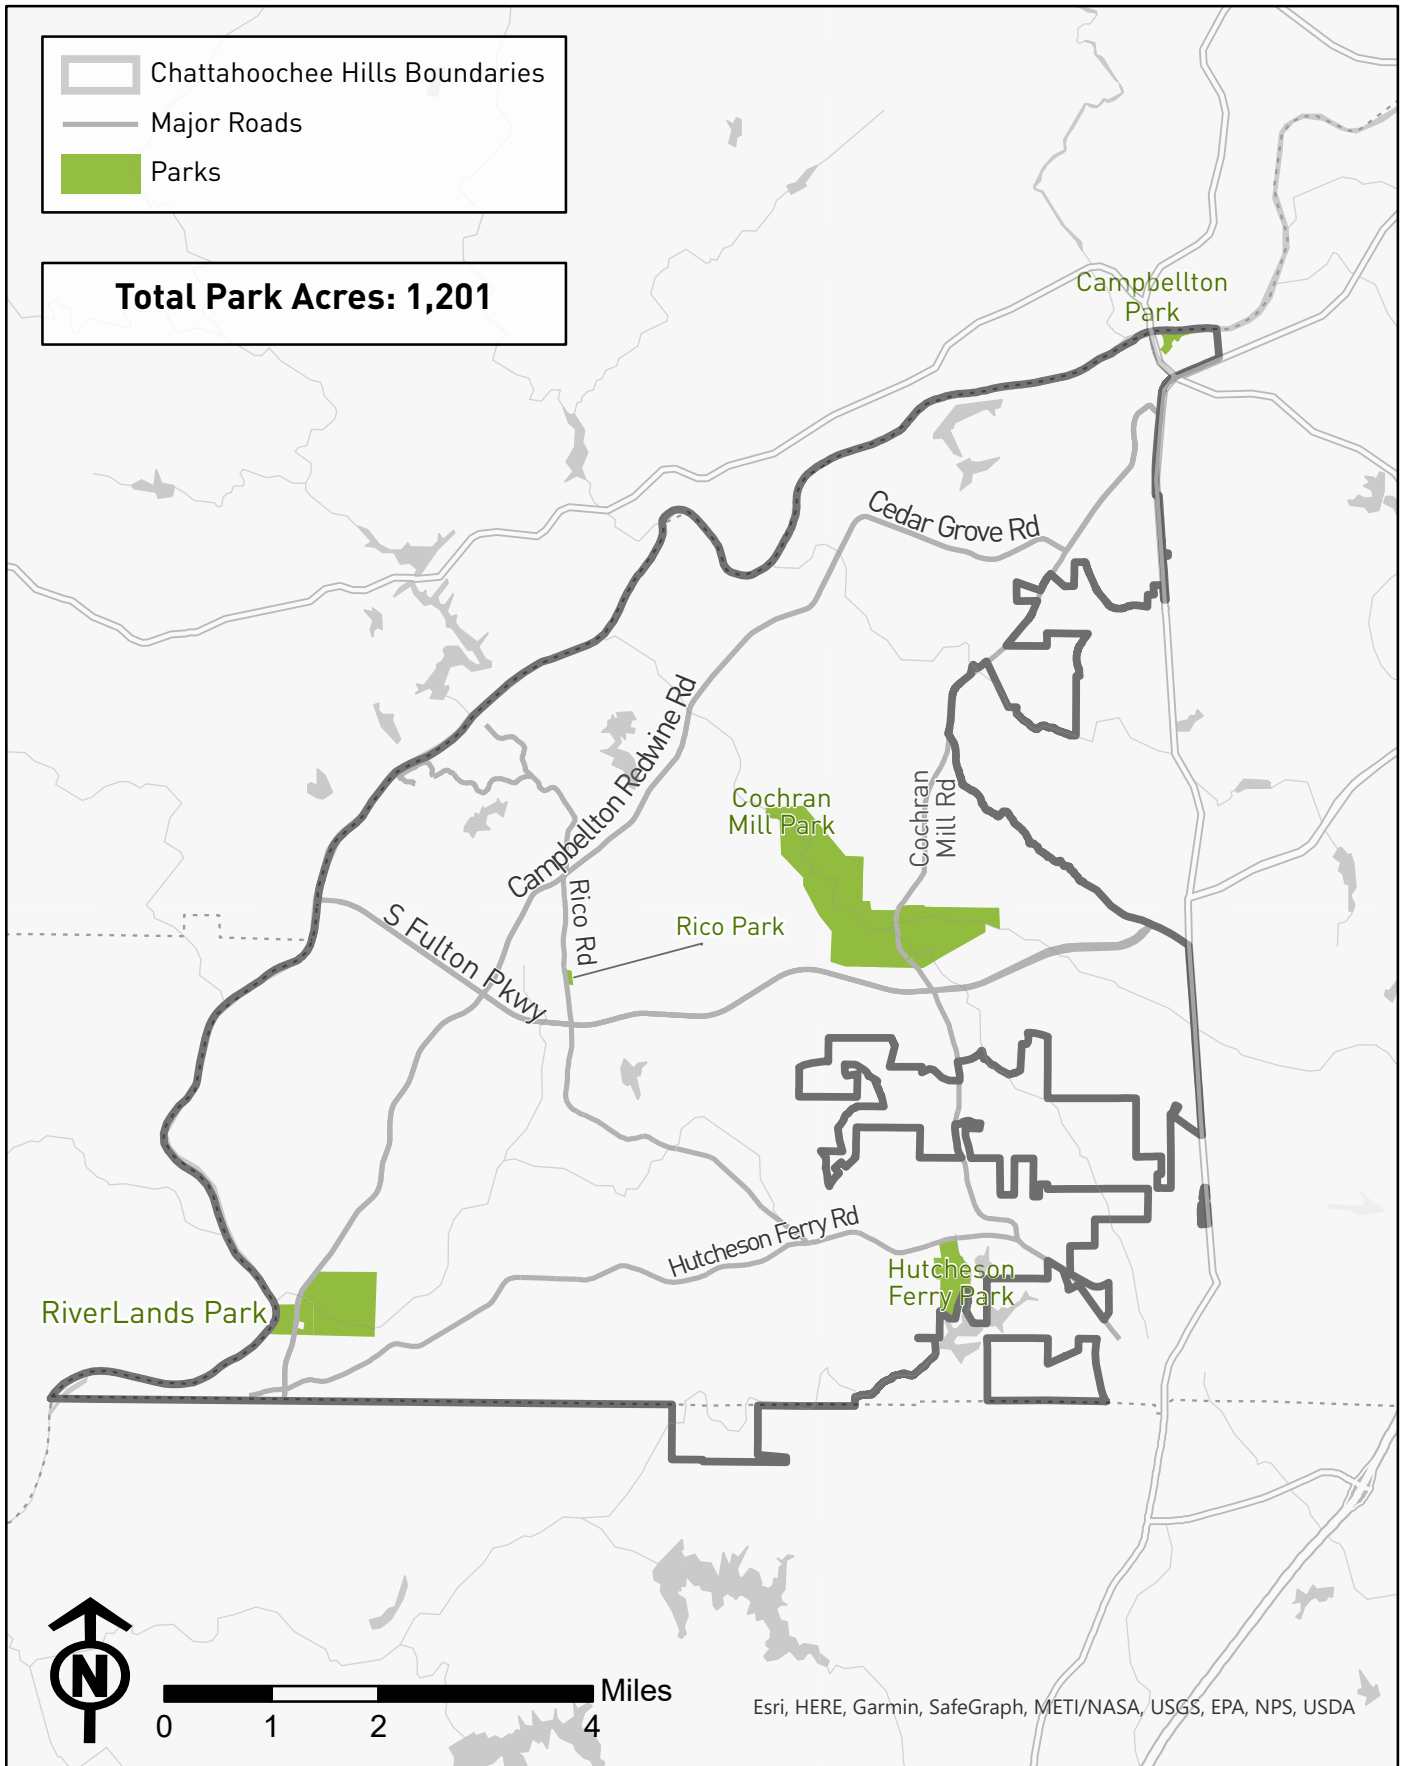 Chattahoochee Hills Boundaries
Major Roads
Parks
Total Park Acres: 1,201
Campbellton
Park
Cedar Grove Rd
Campbellton Redwine Rd
Cochran
Mill Park
Cochran
Mill Rd
Rico Rd
S Fulton Pkwy
Rico Park
Hutcheson Ferry Rd
Hutcheson
Ferry Park
RiverLands Park
N
Miles
0 1 2 4
Esri, HERE, Garmin, SafeGraph, METI/NASA, USGS, EPA, NPS, USDA